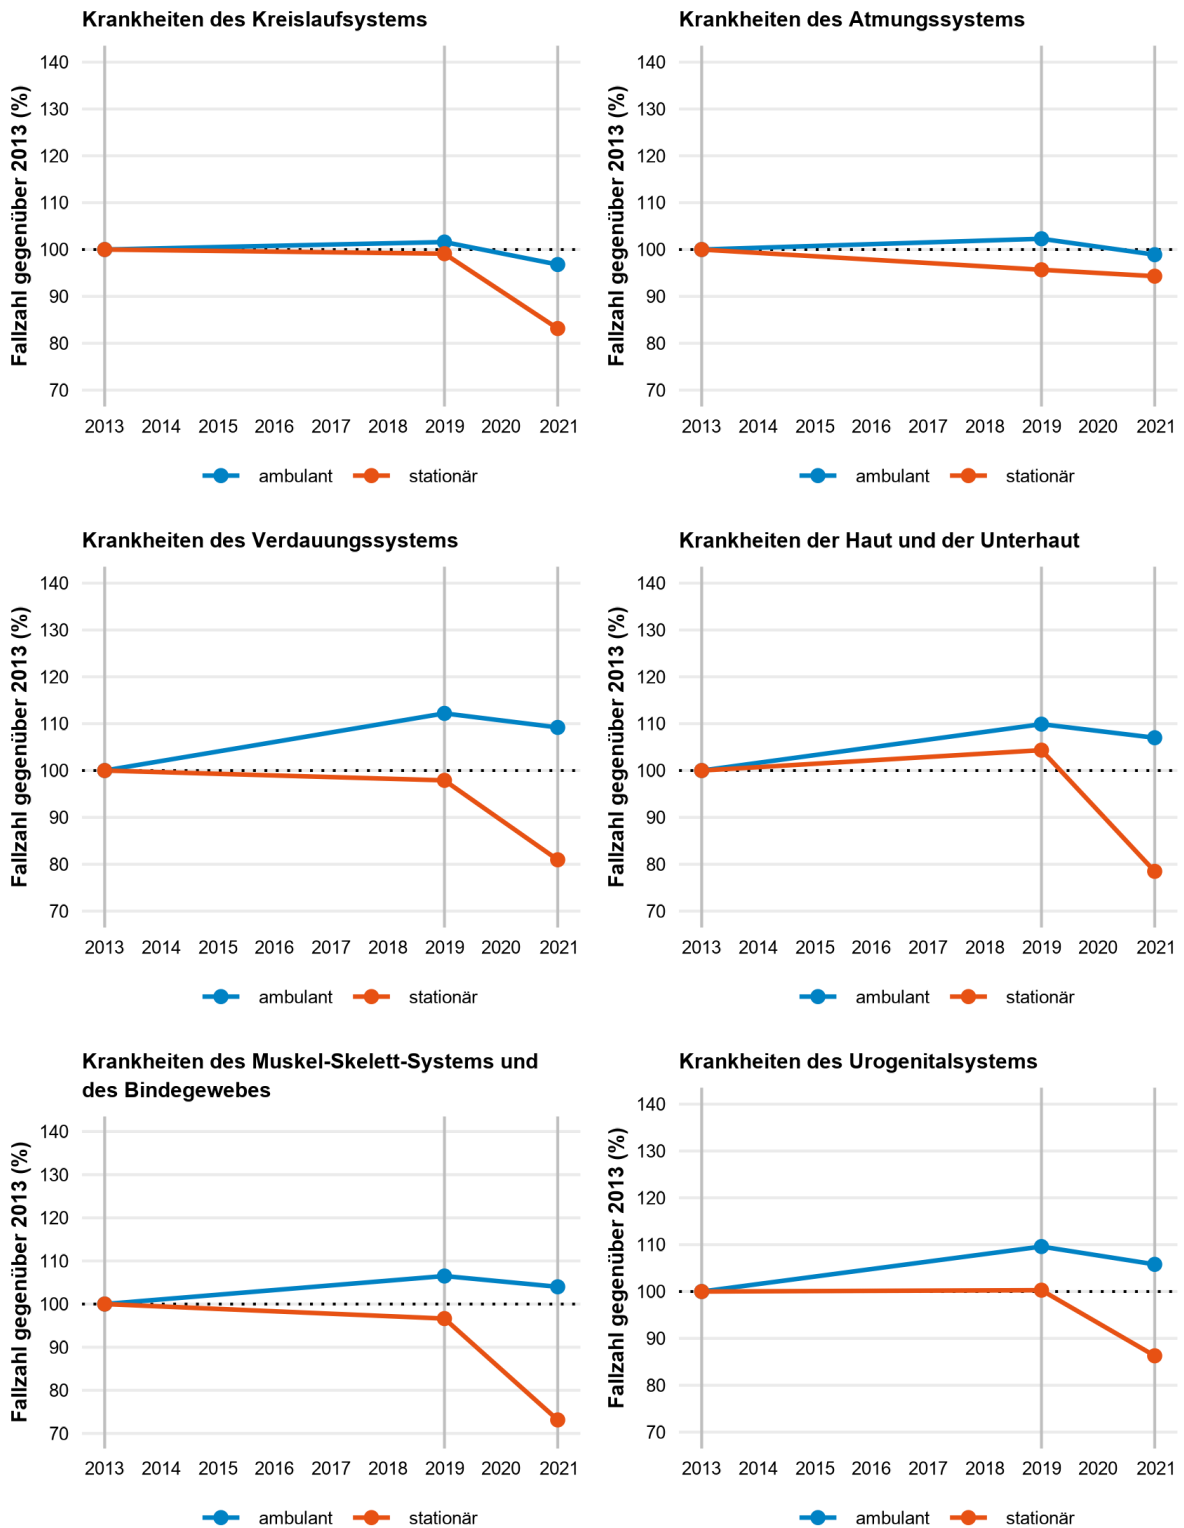 Krankheiten des Kreislaufsystems
Fallzahl gegenüber 2013 (%)
140
130
120
110
100
90
80
70
2013 2014 2015 2016 2017 2018 2019 2020 2021
ambulant stationär
Krankheiten des Atmungssystems
Fallzahl gegenüber 2013 (%)
140
130
120
110
100
90
80
70
2013 2014 2015 2016 2017 2018 2019 2020 2021
ambulant stationär
Krankheiten des Verdauungssystems
Fallzahl gegenüber 2013 (%)
140
130
120
110
100
90
80
70
2013 2014 2015 2016 2017 2018 2019 2020 2021
ambulant stationär
Krankheiten der Haut und der Unterhaut
Fallzahl gegenüber 2013 (%)
140
130
120
110
100
90
80
70
2013 2014 2015 2016 2017 2018 2019 2020 2021
ambulant stationär
Krankheiten des Muskel-Skelett-Systems und
des Bindegewebes
Fallzahl gegenüber 2013 (%)
140
130
120
110
100
90
80
70
2013 2014 2015 2016 2017 2018 2019 2020 2021
ambulant stationär
Krankheiten des Urogenitalsystems
Fallzahl gegenüber 2013 (%)
140
130
120
110
100
90
80
70
2013 2014 2015 2016 2017 2018 2019 2020 2021
ambulant stationär